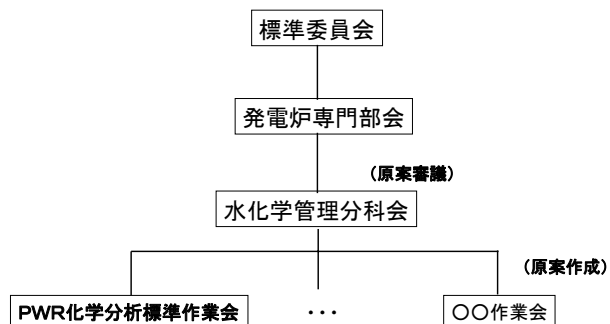 標準委員会
発電炉専門部会
(原案審議)
水化学管理分科会
(原案作成)
PWR化学分析標準作業会
･･･
○○作業会